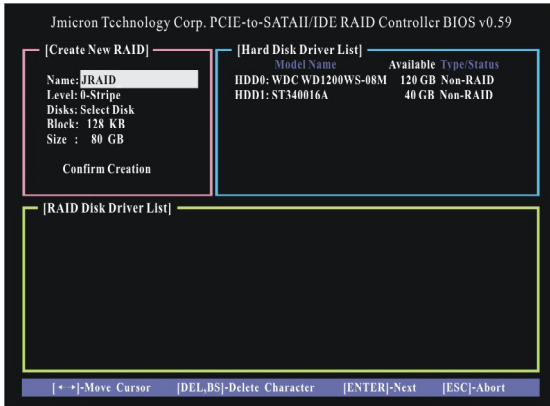 Jmicron Tcchnology Corp. PCIE-to-SATAII/IDE RAID Controllcr BIOS v0.59
[Create New RAID]
Name: JRAID
Level: 0-Stripe
Disks: Select Disk
Block: 128 KB
Size : 80 GB
Confirm Creation
[Hard Disk Driver List]
Model Name Available Type/Status
HDD0: WDC WD1200WS-08M 120 GB Non-RAID
HDD1: ST340016A 40 GB Non-RAID
[RAID Disk Driver List]
[←→]-Move Cursor [DEL,BS]-Delete Character [ENTER]-Next [ESC]-Abort